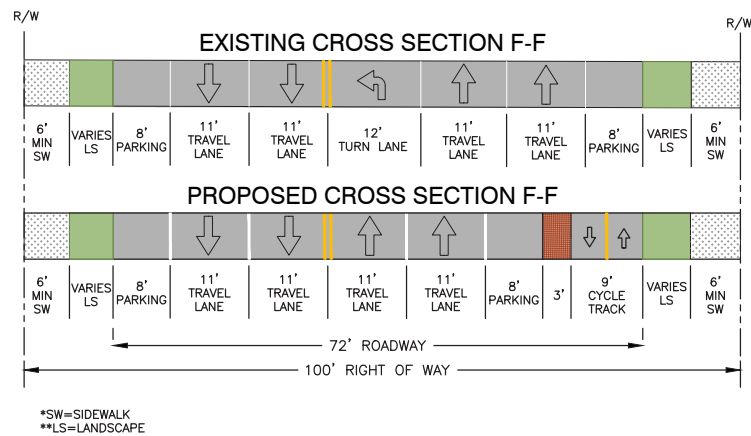 R/W
R/W
EXISTING CROSS SECTION F-F
6'
MIN
SW
VARIES
LS
8'
PARKING
11'
TRAVEL
LANE
11'
TRAVEL
LANE
12'
TURN LANE
11'
TRAVEL
LANE
11'
TRAVEL
LANE
8'
PARKING
VARIES
LS
6'
MIN
SW
PROPOSED CROSS SECTION F-F
6'
MIN
SW
VARIES
LS
8'
PARKING
11'
TRAVEL
LANE
11'
TRAVEL
LANE
11'
TRAVEL
LANE
11'
TRAVEL
LANE
8'
PARKING
3'
9'
CYCLE
TRACK
VARIES
LS
6'
MIN
SW
72' ROADWAY
100' RIGHT OF WAY
*SW=SIDEWALK
**LS=LANDSCAPE